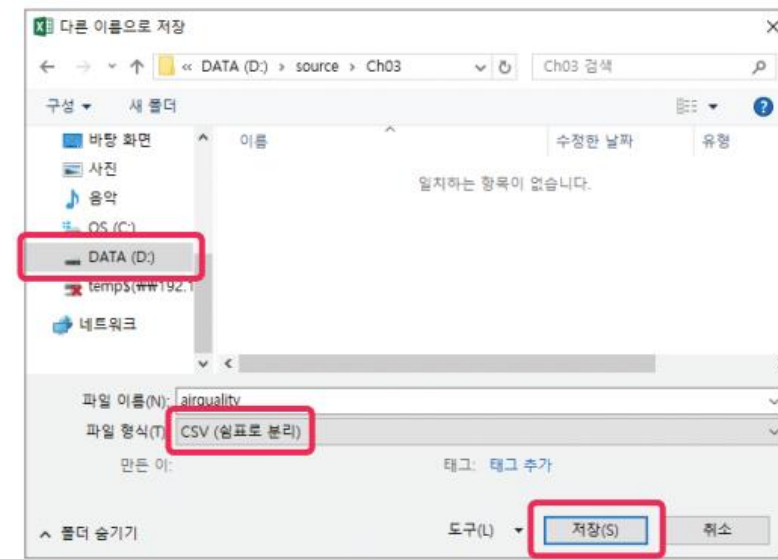 다른 이름으로 저장
« DATA (D:) › source › Ch03
Ch03 검색
구성
새 폴더
바탕 화면
사진
음악
OS (C:)
DATA (D:)
temp$(₩₩192.1
네트워크
이름
수정한 날짜
유형
일치하는 항목이 없습니다.
파일 이름(N): airquality
파일 형식(T): CSV (쉼표로 분리)
만든 이:
태그: 태그 추가
폴더 숨기기
도구(L)
저장(S)
취소